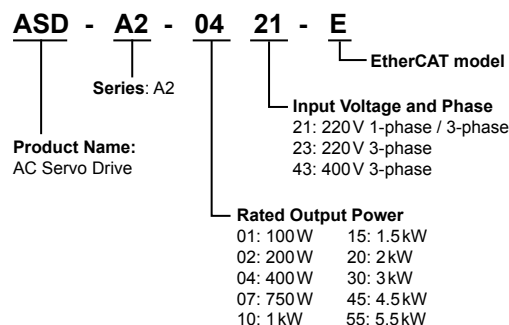 ASD - A2 - 04 21 - E
EtherCAT model
Series: A2
Input Voltage and Phase
21: 220V 1-phase / 3-phase
23: 220V 3-phase
43: 400V 3-phase
Product Name:
AC Servo Drive
Rated Output Power
01: 100W 15: 1.5kW
02: 200W 20: 2kW
04: 400W 30: 3kW
07: 750W 45: 4.5kW
10: 1kW 55: 5.5kW